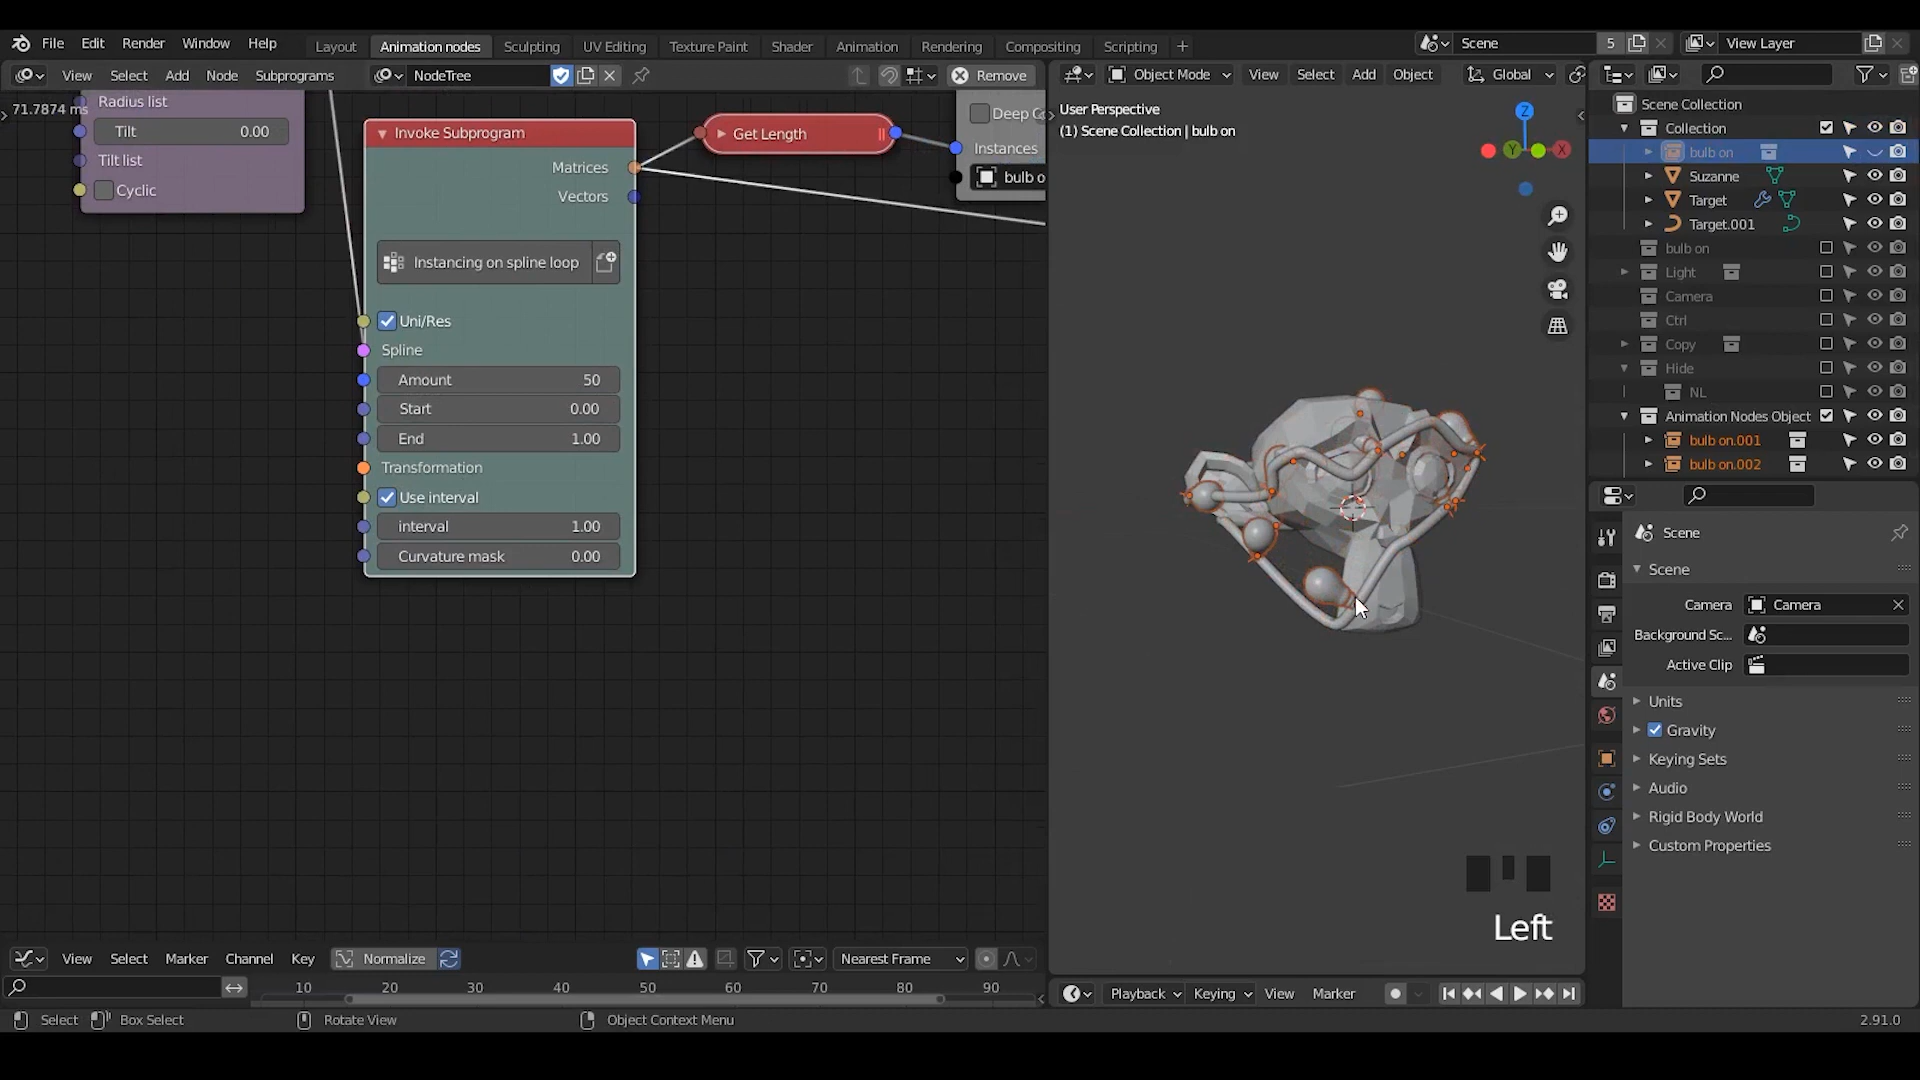 File Edit Render Window Help Layout Animation nodes Sculpting UV Editing Texture Paint Shader Animation Rendering Compositing Scripting + Scene 5 View Layer
View Select Add Node Subprograms NodeTree Remove Object Mode View Select Add Object Global
71.7874 ms
Radius list
Tilt 0.00
Tilt list
Cyclic
Invoke Subprogram
Matrices
Vectors
Instancing on spline loop
Uni/Res
Spline
Amount 50
Start 0.00
End 1.00
Transformation
Use interval
interval 1.00
Curvature mask 0.00
Get Length
Deep C
Instances
bulb o
User Perspective
(1) Scene Collection | bulb on
Z
Y
X
Left
Scene Collection
Collection
bulb on
Suzanne
Target
Target.001
bulb on
Light
Camera
Ctrl
Copy
Hide
NL
Animation Nodes Object
bulb on.001
bulb on.002
Scene
Scene
Camera Camera
Background Sc...
Active Clip
Units
Gravity
Keying Sets
Audio
Rigid Body World
Custom Properties
View Select Marker Channel Key Normalize Nearest Frame
10 20 30 40 50 60 70 80 90
Playback Keying View Marker
Select Box Select Rotate View Object Context Menu 2.91.0